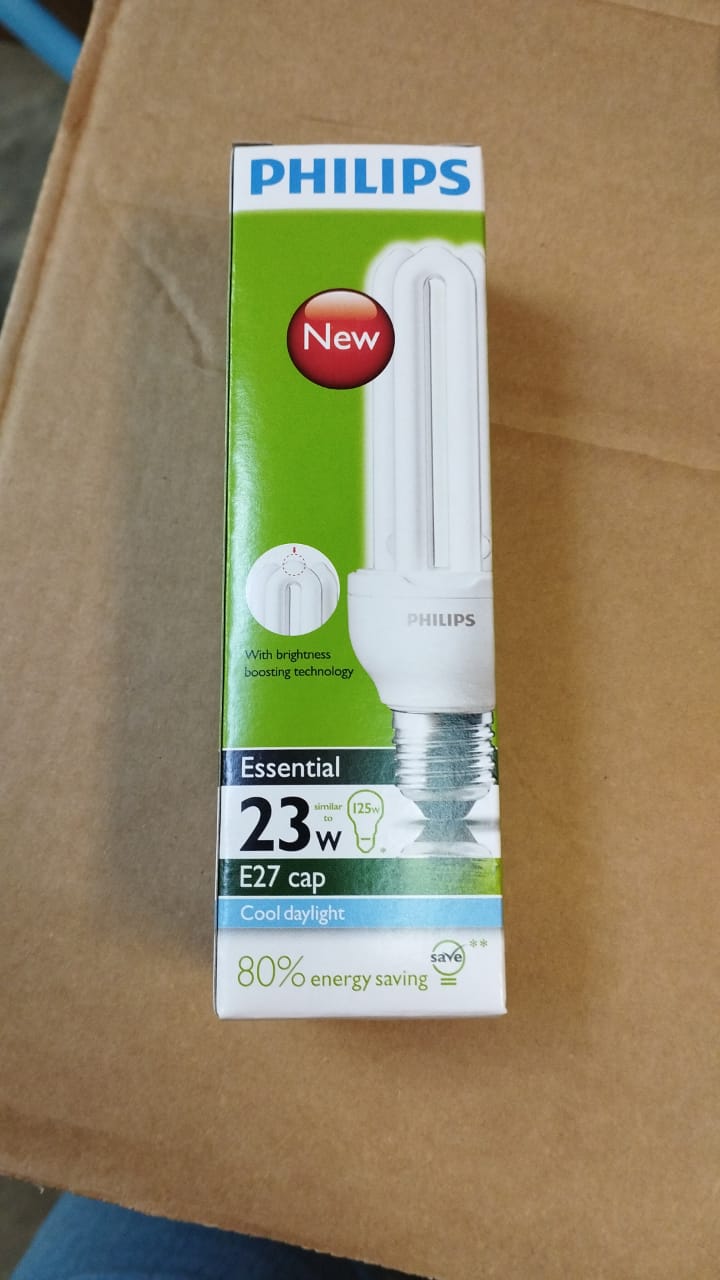 PHILIPS
New
PHILIPS
With brightness
boosting technology
Essential
23w similar to 125w*
E27 cap
Cool daylight
80% energy saving save**